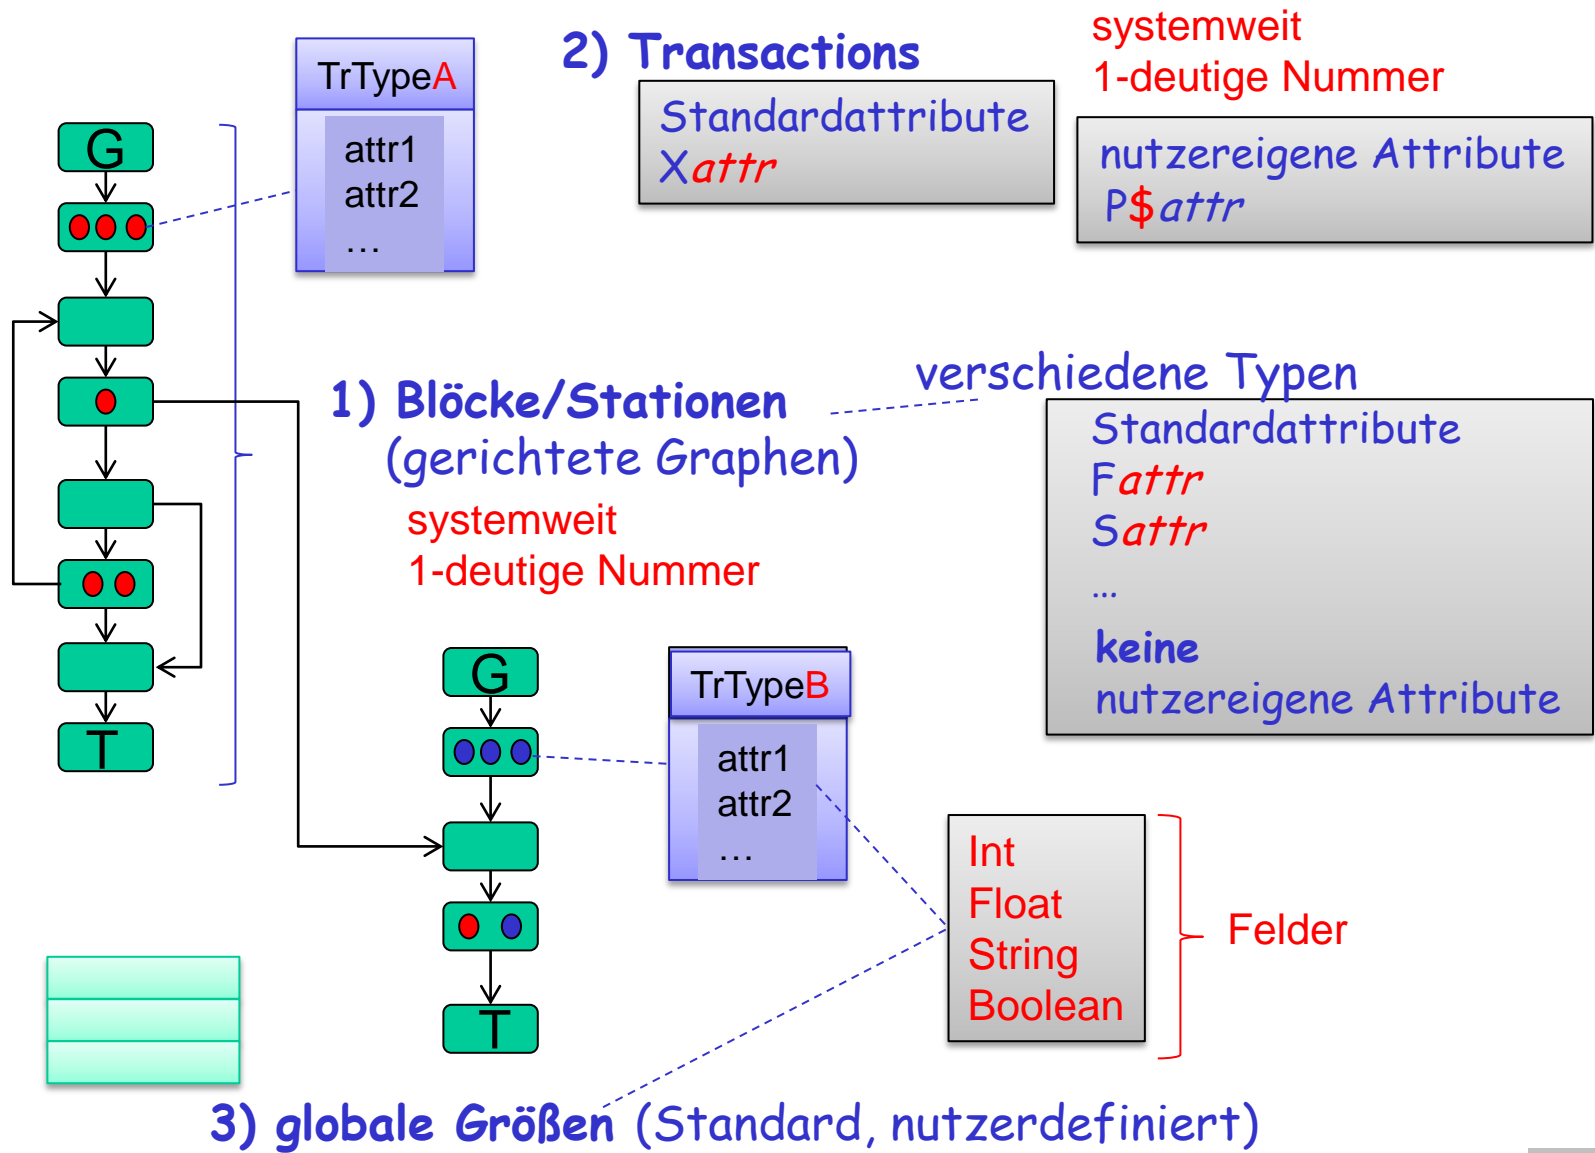 2) Transactions
systemweit
1-deutige Nummer
TrTypeA
attr1
attr2
…
Standardattribute
Xattr
nutzereigene Attribute
P$attr
G
T
1) Blöcke/Stationen
(gerichtete Graphen)
systemweit
1-deutige Nummer
verschiedene Typen
Standardattribute
Fattr
Sattr
…
keine
nutzereigene Attribute
G
T
TrTypeB
attr1
attr2
…
Int
Float
String
Boolean
Felder
3) globale Größen (Standard, nutzerdefiniert)